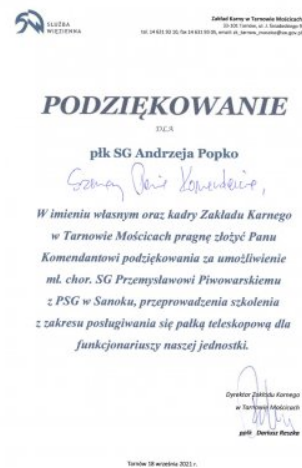 SŁUŻBA
WIĘZIENNA
Zakład Karny w Tarnowie Mościcach
PODZIĘKOWANIE
DLA
płk SG Andrzeja Popko
Szanowny Panie Komendancie,
W imieniu własnym oraz kadry Zakładu Karnego
w Tarnowie Mościcach pragnę złożyć Panu
Komendantowi podziękowania za umożliwienie
mł. chor. SG Przemysławowi Piwowarskiemu
z PSG w Sanoku, przeprowadzenia szkolenia
z zakresu posługiwania się pałką teleskopową dla
funkcjonariuszy naszej jednostki.
Dyrektor Zakładu Karnego
w Tarnowie Mościcach
ppłk Dariusz Reszke
Tarnów 18 września 2021 r.